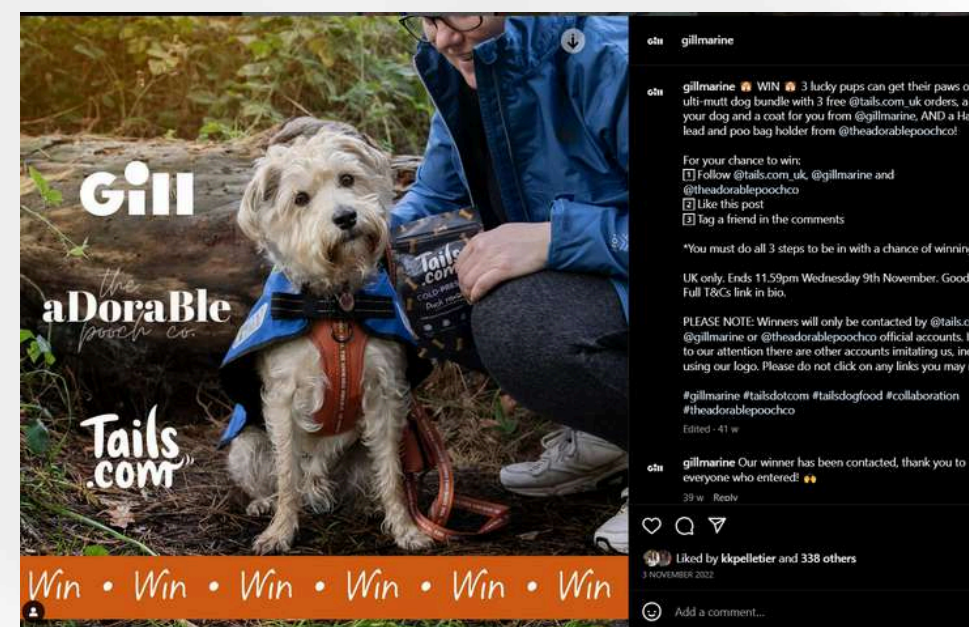 Gill
the
aDoraBle
pooch co.
Tails
.com
Tails
.com
COLD-PRES
Duck
Win • Win • Win • Win • Win • Win
gillmarine
gillmarine WIN 3 lucky pups can get their paws o
ulti-mutt dog bundle with 3 free @tails.com_uk orders, a
your dog and a coat for you from @gillmarine, AND a Ha
lead and poo bag holder from @theadorablepoochco!
For your chance to win:
1 Follow @tails.com_uk, @gillmarine and
@theadorablepoochco
2 Like this post
3 Tag a friend in the comments
*You must do all 3 steps to be in with a chance of winning
UK only. Ends 11.59pm Wednesday 9th November. Good
Full T&Cs link in bio.
PLEASE NOTE: Winners will only be contacted by @tails.co
@gillmarine or @theadorablepoochco official accounts. I
to our attention there are other accounts imitating us, inc
using our logo. Please do not click on any links you may
#gillmarine #tailsdotcom #tailsdogfood #collaboration
#theadorablepoochco
Edited · 41 w
gillmarine Our winner has been contacted, thank you to
everyone who entered!
39 w Reply
Liked by kkpelletier and 338 others
3 NOVEMBER 2022
Add a comment...